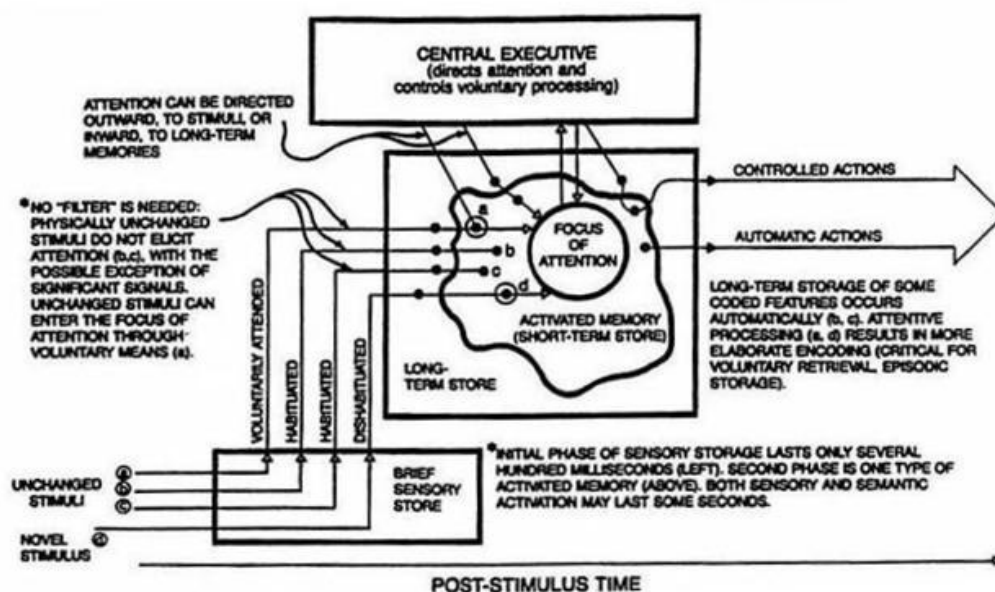 CENTRAL EXECUTIVE
(directs attention and
controls voluntary processing)
ATTENTION CAN BE DIRECTED
OUTWARD, TO STIMULI OR
INWARD, TO LONG-TERM
MEMORIES
*NO "FILTER" IS NEEDED:
PHYSICALLY UNCHANGED
STIMULI DO NOT ELICIT
ATTENTION (b,c), WITH THE
POSSIBLE EXCEPTION OF
SIGNIFICANT SIGNALS.
UNCHANGED STIMULI CAN
ENTER THE FOCUS OF
ATTENTION THROUGH
VOLUNTARY MEANS (a).
a
b
c
d
FOCUS
OF
ATTENTION
ACTIVATED MEMORY
(SHORT-TERM STORE)
LONG-
TERM STORE
CONTROLLED ACTIONS
AUTOMATIC ACTIONS
LONG-TERM STORAGE OF SOME
CODED FEATURES OCCURS
AUTOMATICALLY (b, c). ATTENTIVE
PROCESSING (a, d) RESULTS IN MORE
ELABORATE ENCODING (CRITICAL FOR
VOLUNTARY RETRIEVAL, EPISODIC
STORAGE).
VOLUNTARILY ATTENDED
HABITUATED
HABITUATED
DISHABITUATED
UNCHANGED
STIMULI
a
b
c
NOVEL
STIMULUS
d
BRIEF
SENSORY
STORE
*INITIAL PHASE OF SENSORY STORAGE LASTS ONLY SEVERAL
HUNDRED MILLISECONDS (LEFT). SECOND PHASE IS ONE TYPE OF
ACTIVATED MEMORY (ABOVE). BOTH SENSORY AND SEMANTIC
ACTIVATION MAY LAST SOME SECONDS.
POST-STIMULUS TIME